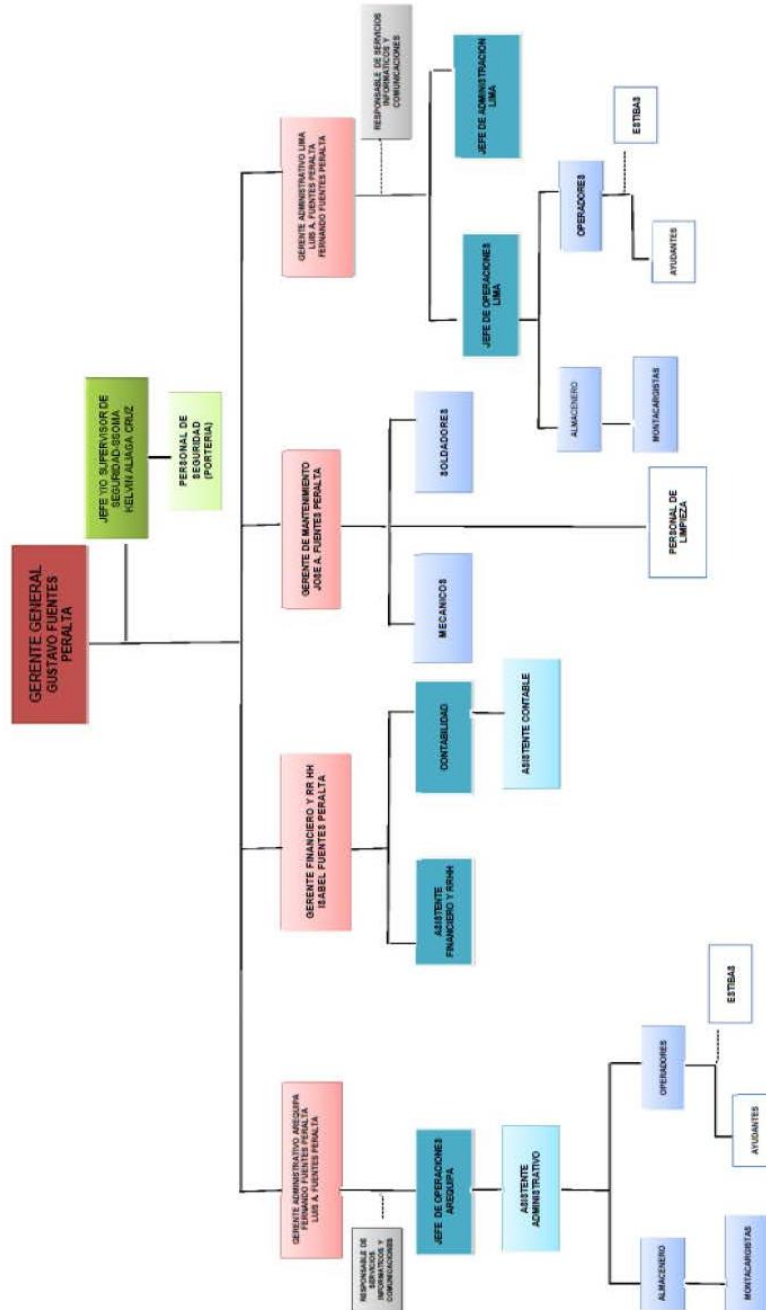 GERENTE GENERAL
GUSTAVO FUENTES
PERALTA
JEFE Y/O SUPERVISOR DE
SEGURIDAD-SSOMA
KELVIN ALIAGA CRUZ
PERSONAL DE
SEGURIDAD
(PORTERIA)
GERENTE ADMINISTRATIVO AREQUIPA
FERNANDO FUENTES PERALTA
LUIS A. FUENTES PERALTA
GERENTE FINANCIERO Y RR HH
ISABEL FUENTES PERALTA
GERENTE DE MANTENIMIENTO
JOSE A. FUENTES PERALTA
GERENTE ADMINISTRATIVO LIMA
LUIS A. FUENTES PERALTA
FERNANDO FUENTES PERALTA
RESPONSABLE DE
SERVICIOS
INFORMATICOS Y
COMUNICACIONES
RESPONSABLE DE SERVICIOS
INFORMATICOS Y
COMUNICACIONES
JEFE DE OPERACIONES
AREQUIPA
ASISTENTE
FINANCIERO Y RRHH
CONTABILIDAD
MECANICOS
SOLDADORES
JEFE DE OPERACIONES
LIMA
JEFE DE ADMINISTRACION
LIMA
ASISTENTE
ADMINISTRATIVO
ASISTENTE CONTABLE
ALMACENERO
OPERADORES
ESTIBAS
MONTACARGISTAS
AYUDANTES
PERSONAL DE
LIMPIEZA
ALMACENERO
OPERADORES
ESTIBAS
MONTACARGISTAS
AYUDANTES